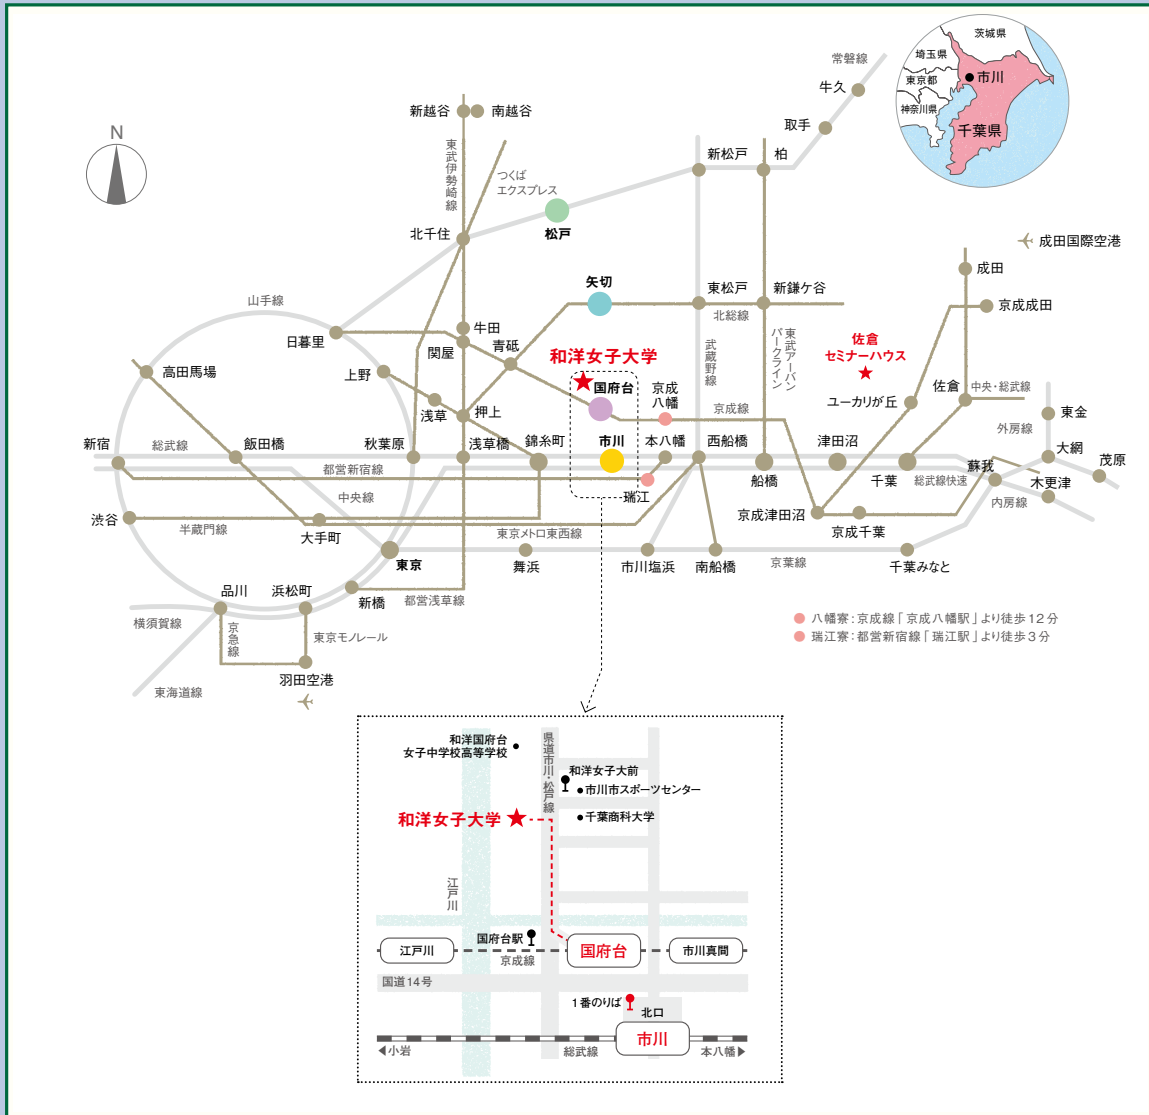 茨城県
埼玉県
東京都
市川
神奈川県
千葉県
常磐線
牛久
取手
N
新越谷
南越谷
東武伊勢崎線
つくば
エクスプレス
新松戸
柏
北千住
松戸
成田国際空港
成田
矢切
東松戸
新鎌ケ谷
北総線
京成成田
山手線
日暮里
牛田
関屋
青砥
武蔵野線
東武アーバン
パークライン
佐倉
セミナーハウス
和洋女子大学
高田馬場
上野
国府台
京成
八幡
京成線
ユーカリが丘
佐倉
中央・総武線
浅草
押上
東金
外房線
新宿
総武線
飯田橋
秋葉原
浅草橋
錦糸町
市川
本八幡
西船橋
津田沼
船橋
千葉
総武線快速
蘇我
大網
茂原
木更津
内房線
都営新宿線
中央線
瑞江
渋谷
半蔵門線
大手町
東京メトロ東西線
京成津田沼
京成千葉
東京
舞浜
市川塩浜
南船橋
京葉線
千葉みなと
品川
浜松町
新橋
都営浅草線
横須賀線
京急線
東京モノレール
東海道線
羽田空港
八幡寮：京成線「京成八幡駅」より徒歩12分
瑞江寮：都営新宿線「瑞江駅」より徒歩3分
和洋国府台
女子中学校高等学校
県道市川・松戸線
和洋女子大前
市川市スポーツセンター
和洋女子大学
千葉商科大学
江戸川
国府台駅
江戸川
京成線
国府台
市川真間
国道14号
1番のりば
北口
市川
小岩
総武線
本八幡